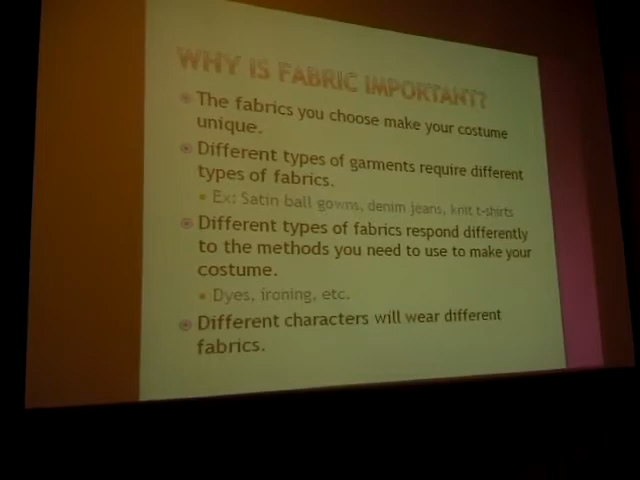 WHY IS FABRIC IMPORTANT?
The fabrics you choose make your costume
unique.
Different types of garments require different
types of fabrics.
Ex: Satin ball gowns, denim jeans, knit t-shirts
Different types of fabrics respond differently
to the methods you need to use to make your
costume.
Dyes, ironing, etc.
Different characters will wear different
fabrics.